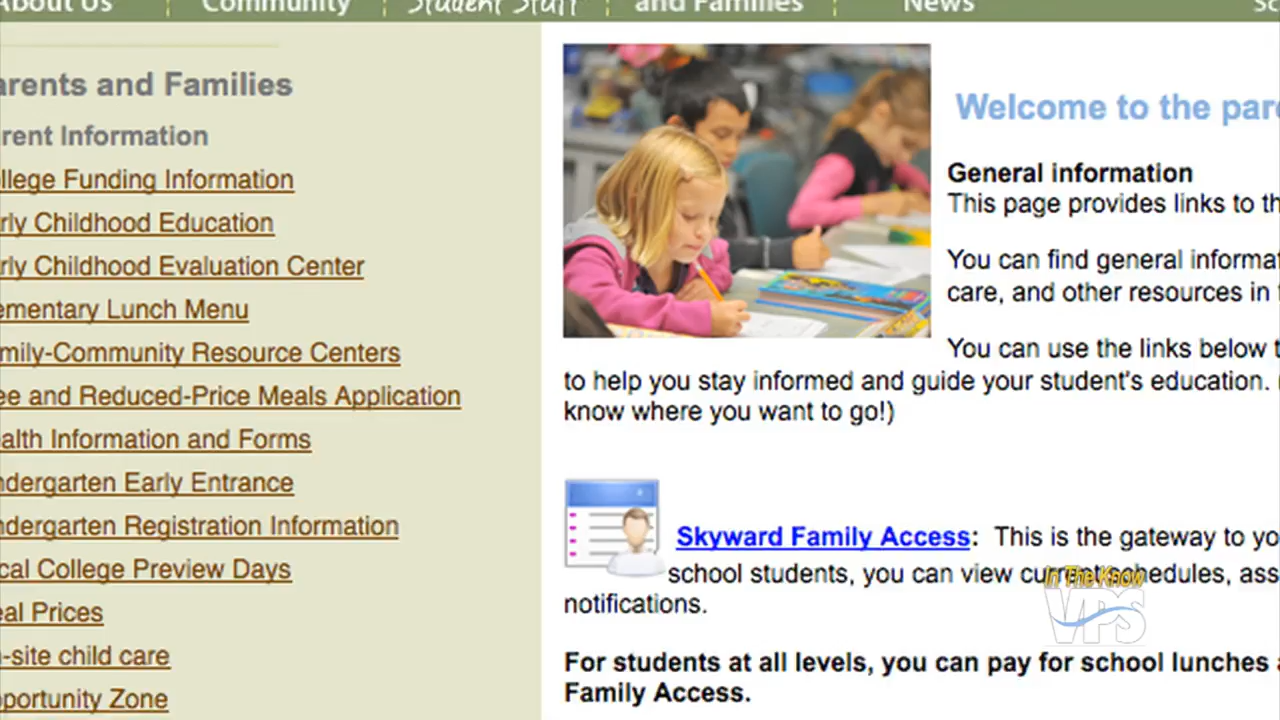 About Us
Community
Student Stuff
and Families
News
Sc
arents and Families
rent Information
llege Funding Information
rly Childhood Education
rly Childhood Evaluation Center
ementary Lunch Menu
mily-Community Resource Centers
ee and Reduced-Price Meals Application
alth Information and Forms
ndergarten Early Entrance
ndergarten Registration Information
cal College Preview Days
al Prices
-site child care
portunity Zone
Welcome to the pare
General information
This page provides links to th
You can find general informat
care, and other resources in
You can use the links below t
to help you stay informed and guide your student's education.
know where you want to go!)
Skyward Family Access: This is the gateway to yo
school students, you can view current schedules, ass
notifications.
For students at all levels, you can pay for school lunches a
Family Access.
In The Know
VPS